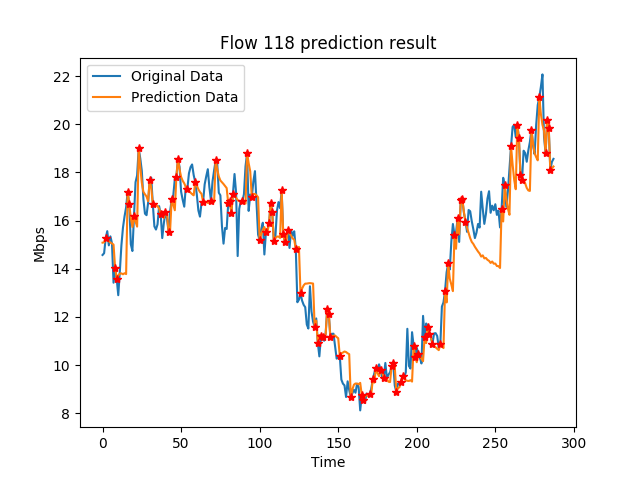 Flow 118 prediction result
Original Data
Prediction Data
22
20
18
16
14
12
10
8
Mbps
0 50 100 150 200 250 300
Time